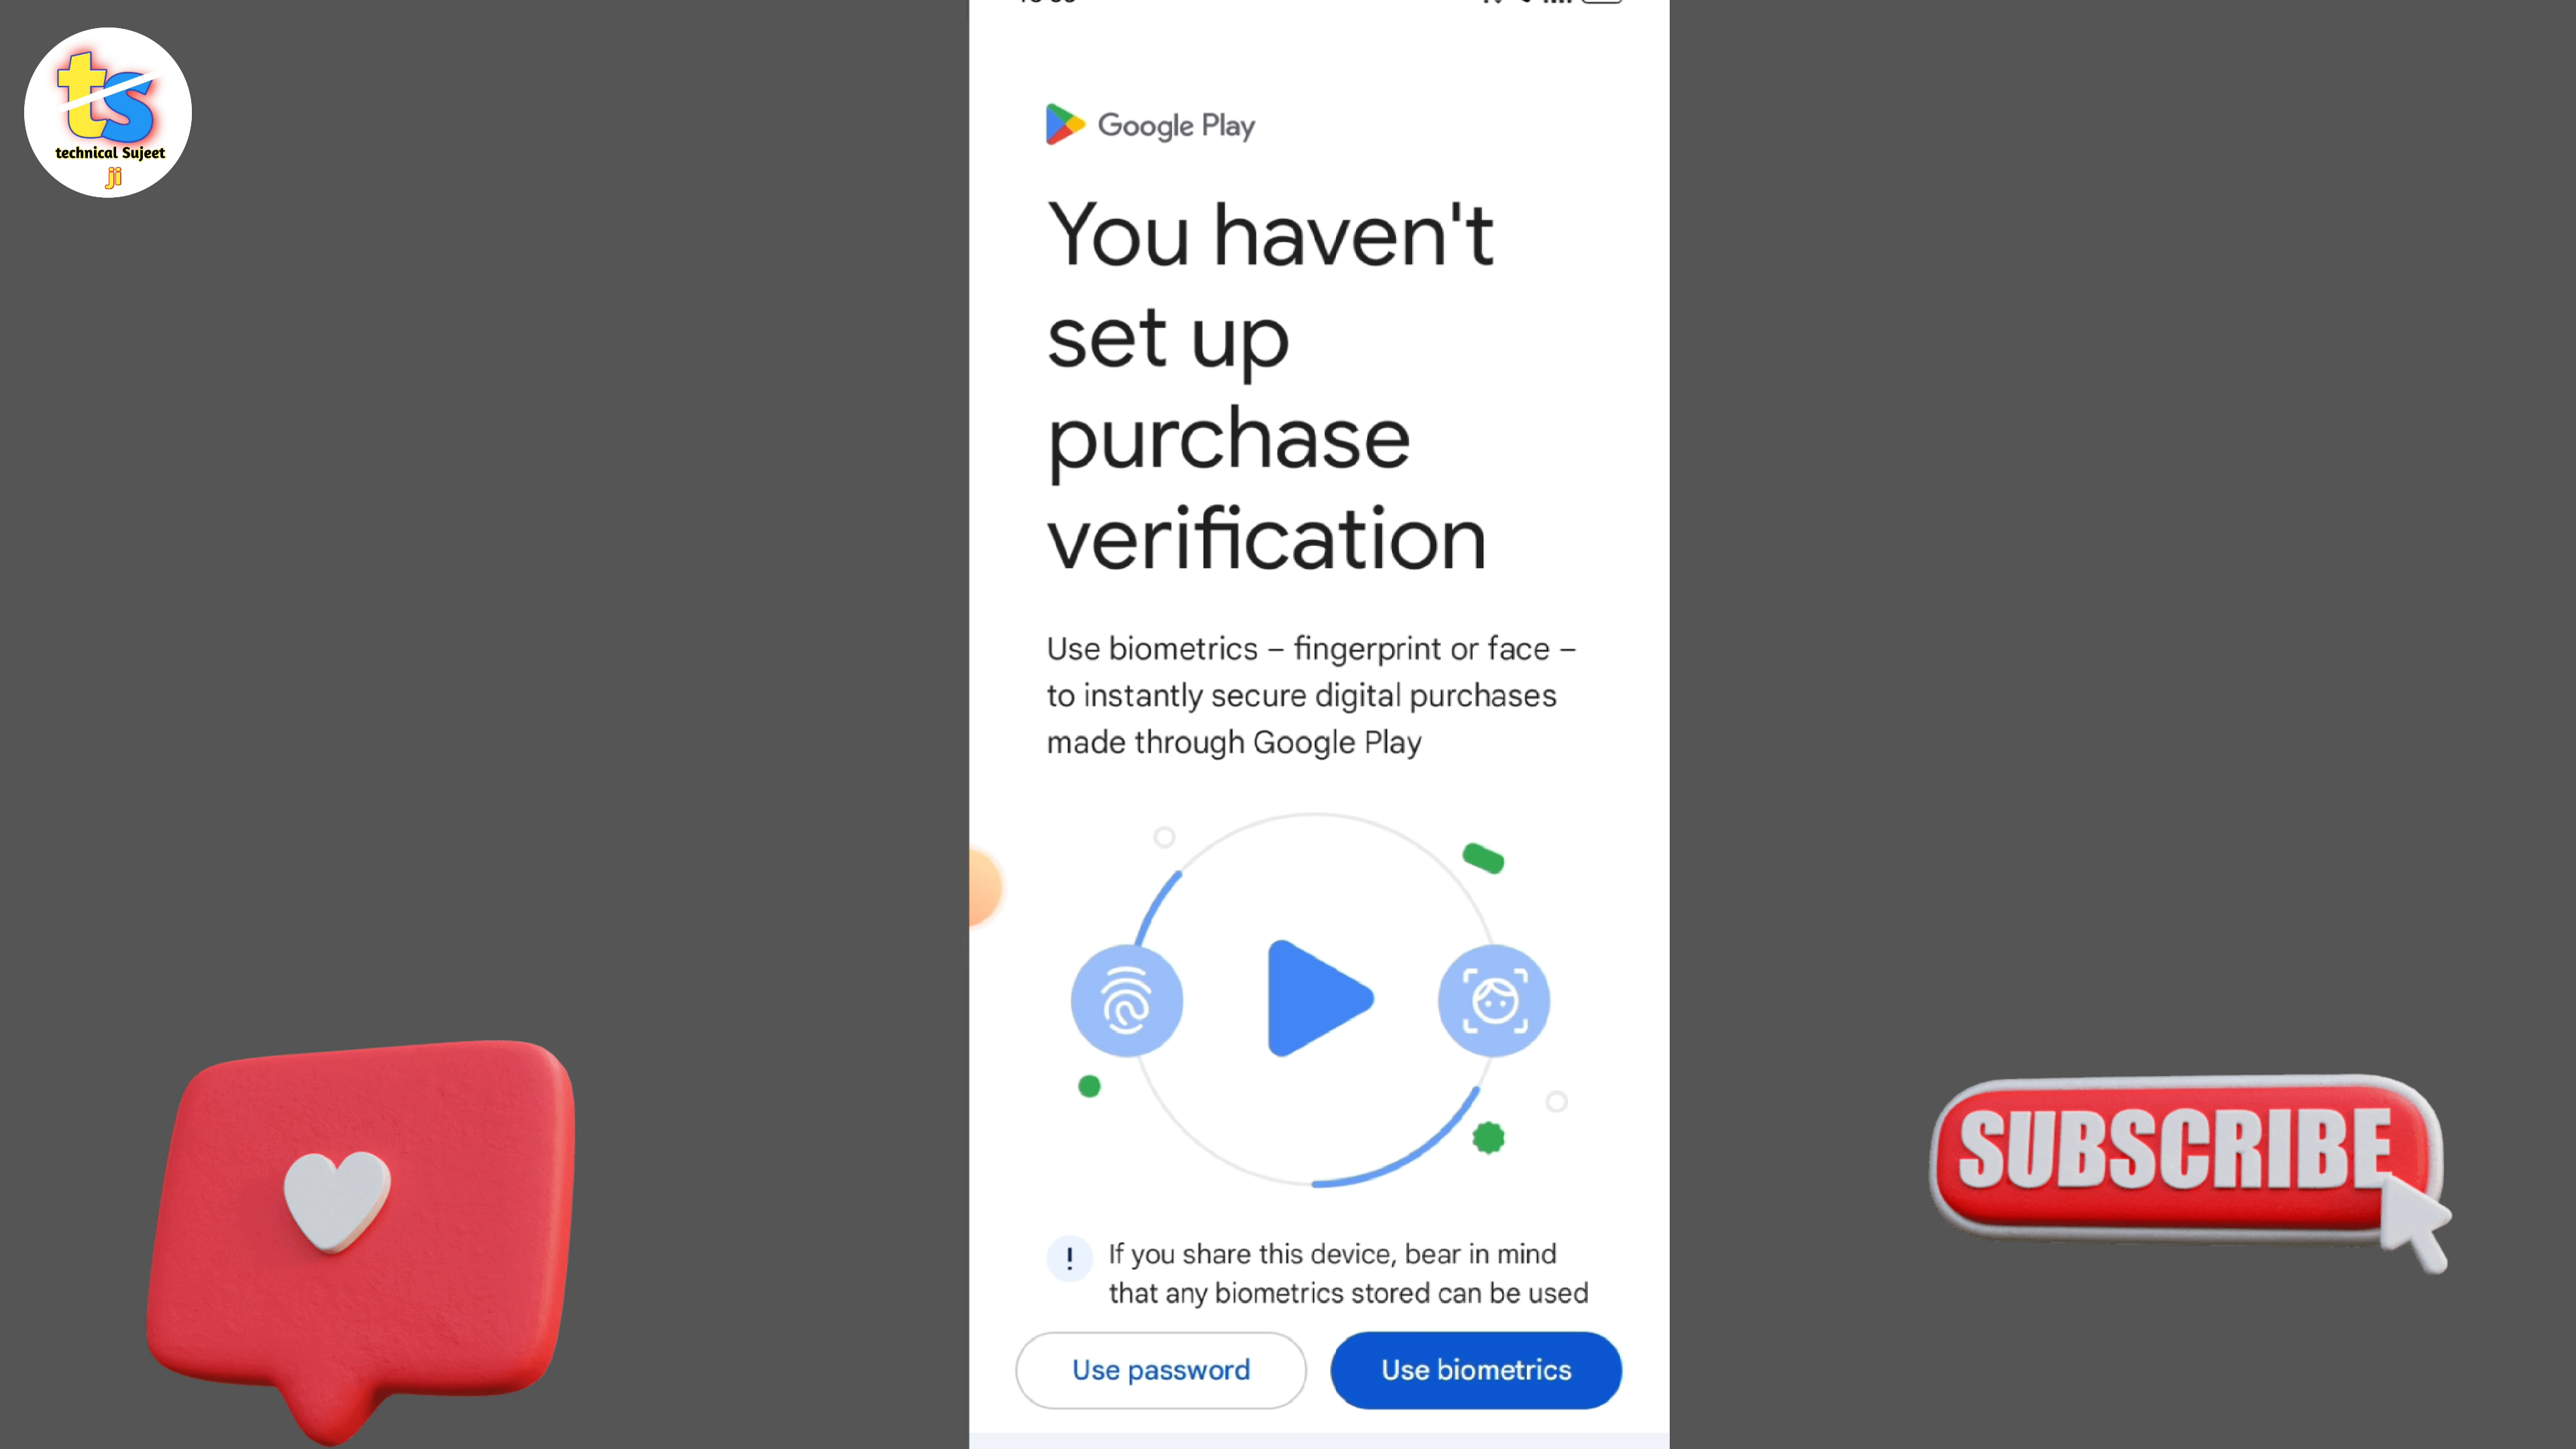 ts
technical Sujeet
ji
Google Play
You haven't
set up
purchase
verification
Use biometrics – fingerprint or face –
to instantly secure digital purchases
made through Google Play
! If you share this device, bear in mind
that any biometrics stored can be used
Use password
Use biometrics
SUBSCRIBE